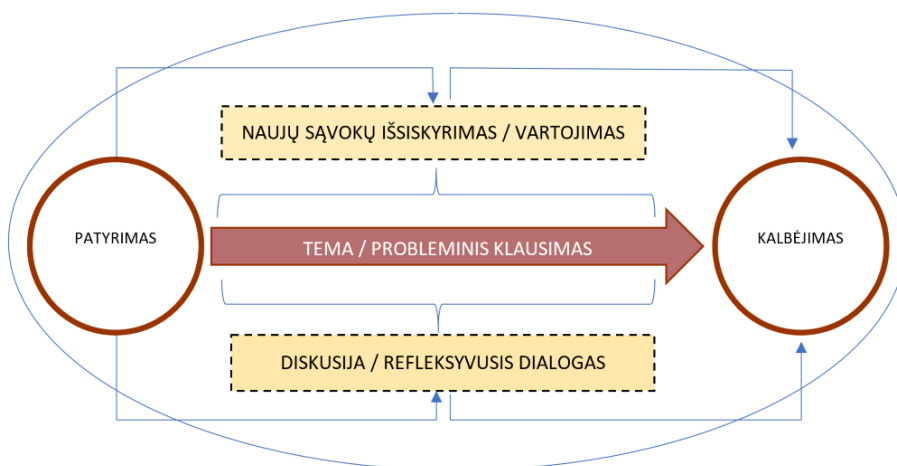 NAUJŲ SĄVOKŲ IŠSISKYRIMAS / VARTOJIMAS
PATYRIMAS
TEMA / PROBLEMINIS KLAUSIMAS
KALBĖJIMAS
DISKUSIJA / REFLEKSYVUSIS DIALOGAS